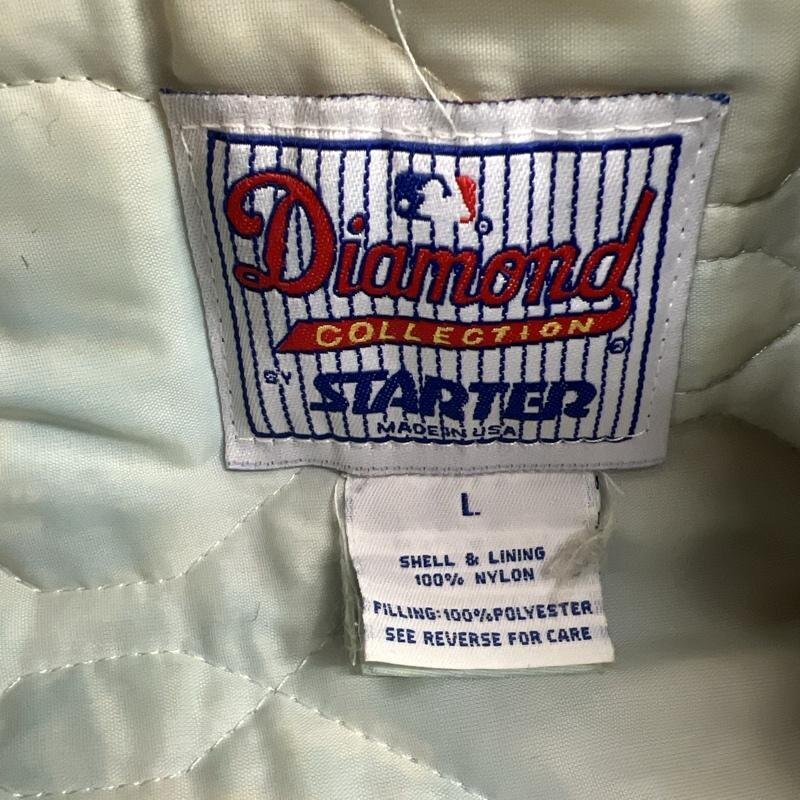 Diamond
COLLECTION
BY STARTER
MADE IN USA
L
SHELL & LINING
100% NYLON
FILLING:100%POLYESTER
SEE REVERSE FOR CARE